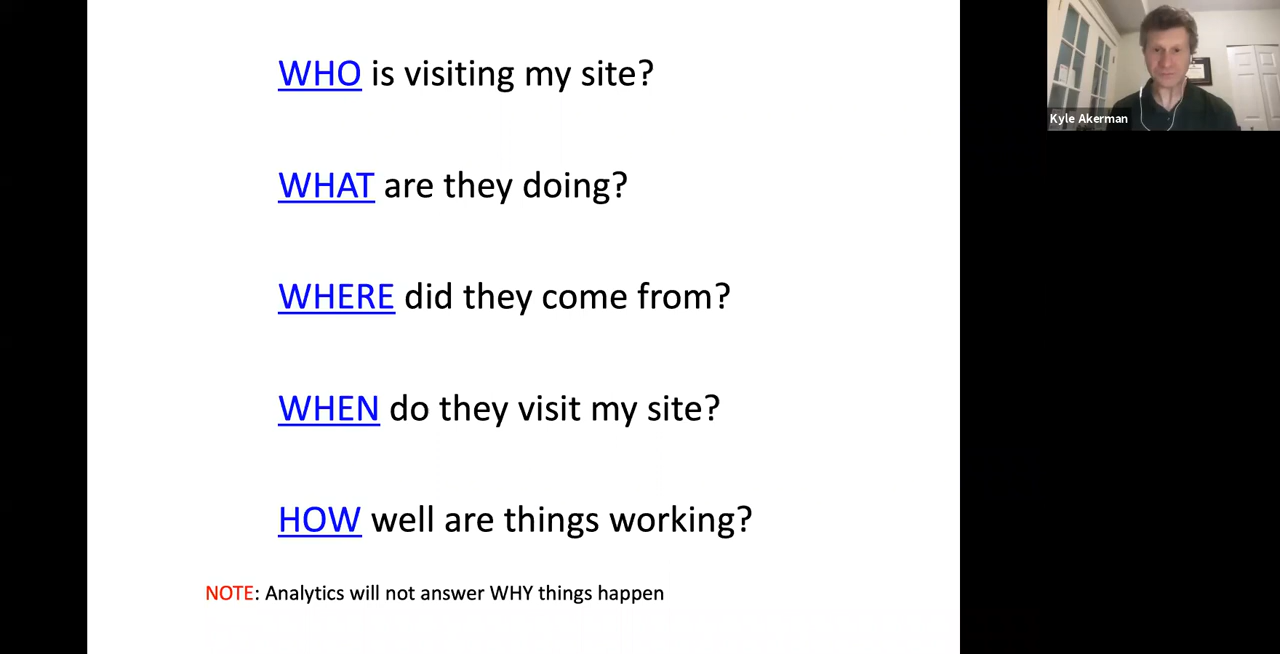 WHO is visiting my site?
WHAT are they doing?
WHERE did they come from?
WHEN do they visit my site?
HOW well are things working?
NOTE: Analytics will not answer WHY things happen
Kyle Akerman